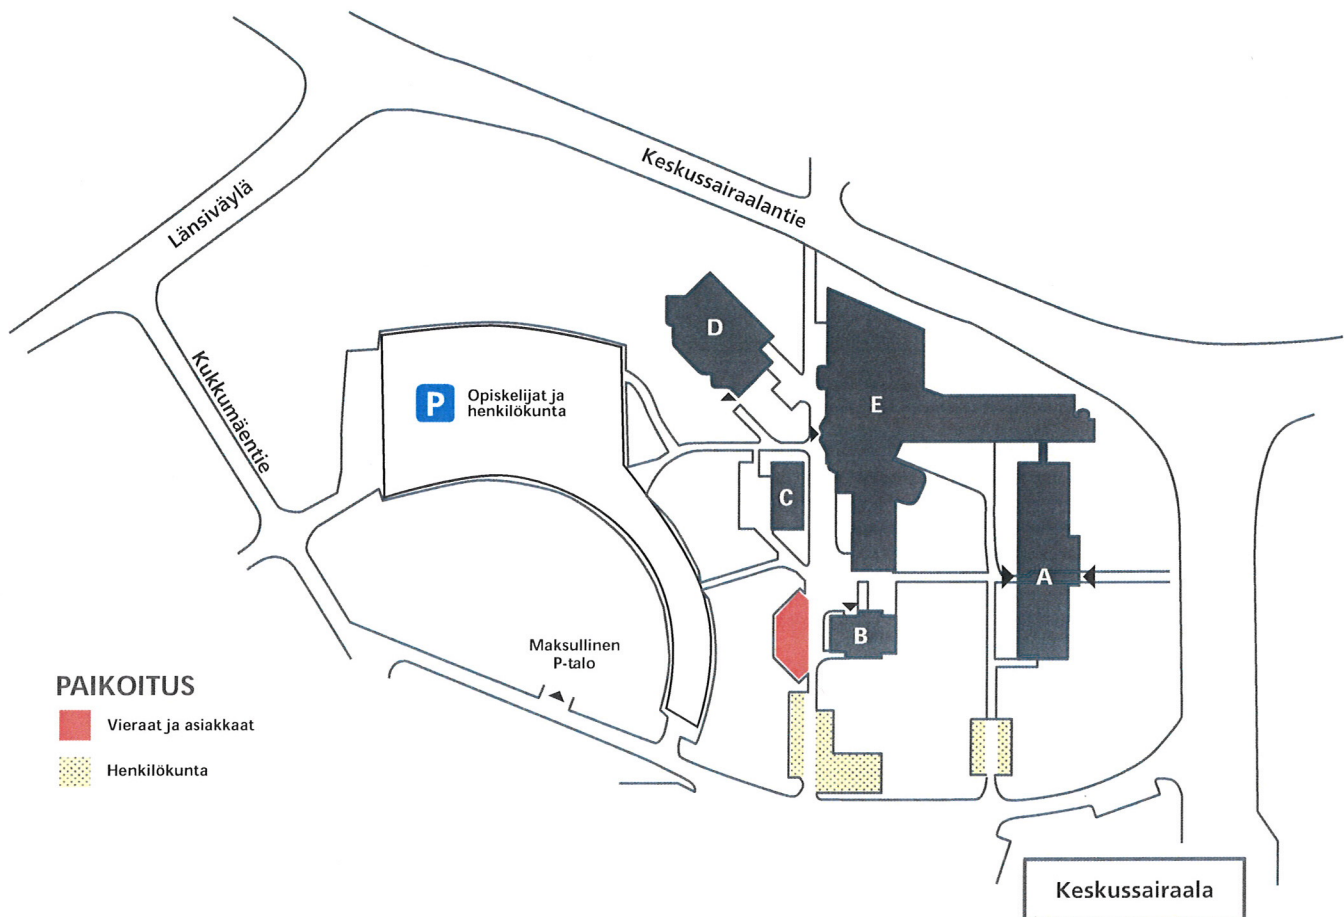 Keskussairaalantie
Länsiväylä
Kukkumäentie
D
E
P
Opiskelijat ja
henkilökunta
C
A
B
Maksullinen
P-talo
PAIKOITUS
Vieraat ja asiakkaat
Henkilökunta
Keskussairaala